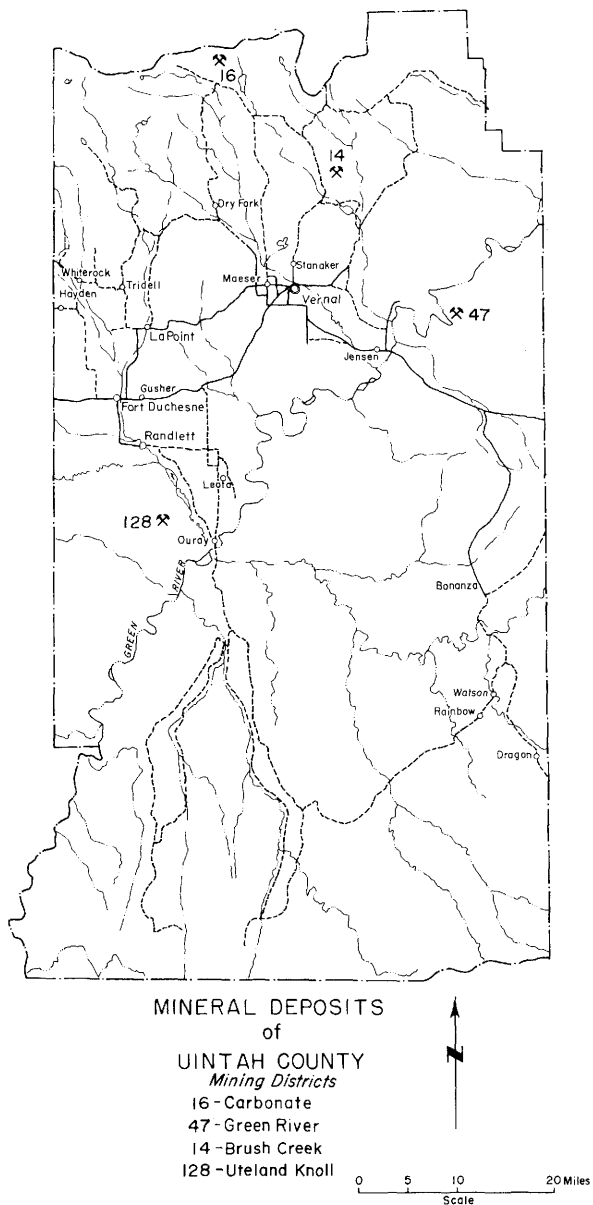 16
14
Dry Fork
Stanaker
Maeser
Whiterock
Tridell
Hayden
Vernal
47
LaPoint
Jensen
Gusher
Fort Duchesne
Randlett
Leota
128
Ouray
GREEN RIVER
Bonanza
Watson
Rainbow
Dragon
MINERAL DEPOSITS
of
UINTAH COUNTY
Mining Districts
16-Carbonate
47-Green River
14-Brush Creek
128-Uteland Knoll
N
0 5 10 20 Miles
Scale